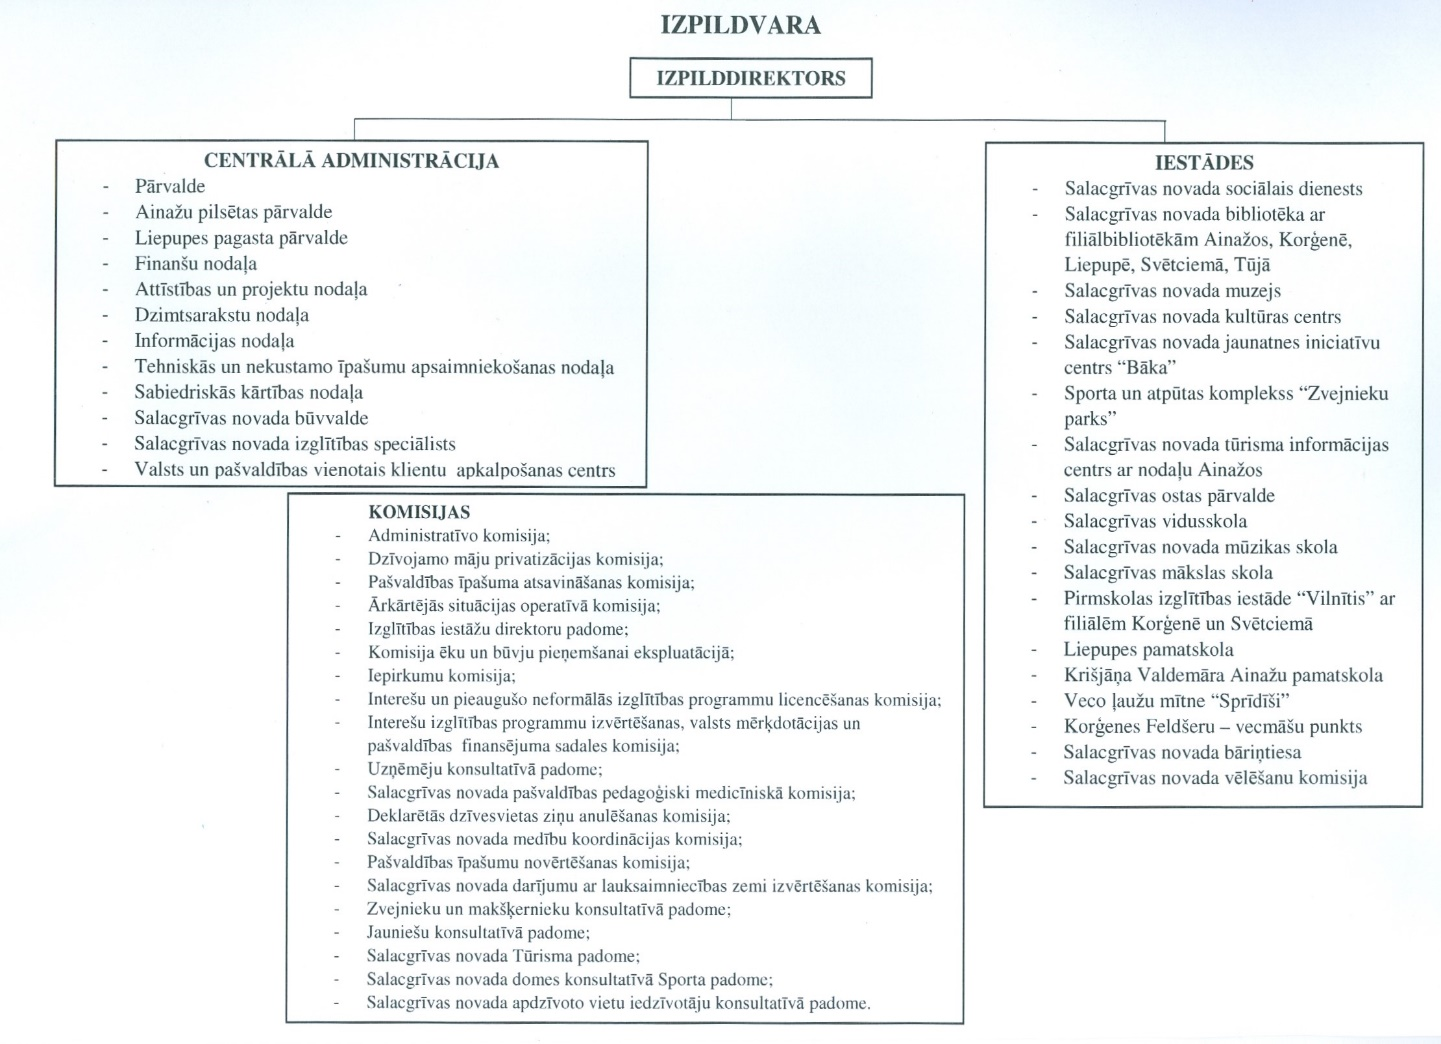 IZPILDVARA
IZPILDDIREKTORS
CENTRĀLĀ ADMINISTRĀCIJA
- Pārvalde
- Ainažu pilsētas pārvalde
- Liepupes pagasta pārvalde
- Finanšu nodaļa
- Attīstības un projektu nodaļa
- Dzimtsarakstu nodaļa
- Informācijas nodaļa
- Tehniskās un nekustamo īpašumu apsaimniekošanas nodaļa
- Sabiedriskās kārtības nodaļa
- Salacgrīvas novada būvvalde
- Salacgrīvas novada izglītības speciālists
- Valsts un pašvaldības vienotais klientu apkalpošanas centrs
KOMISIJAS
- Administratīvo komisija;
- Dzīvojamo māju privatizācijas komisija;
- Pašvaldības īpašuma atsavināšanas komisija;
- Ārkārtējās situācijas operatīvā komisija;
- Izglītības iestāžu direktoru padome;
- Komisija ēku un būvju pieņemšanai ekspluatācijā;
- Iepirkumu komisija;
- Interešu un pieaugušo neformālās izglītības programmu licencēšanas komisija;
- Interešu izglītības programmu izvērtēšanas, valsts mērķdotācijas un
pašvaldības finansējuma sadales komisija;
- Uzņēmēju konsultatīvā padome;
- Salacgrīvas novada pašvaldības pedagoģiski medicīniskā komisija;
- Deklarētās dzīvesvietas ziņu anulēšanas komisija;
- Salacgrīvas novada medību koordinācijas komisija;
- Pašvaldības īpašumu novērtēšanas komisija;
- Salacgrīvas novada darījumu ar lauksaimniecības zemi izvērtēšanas komisija;
- Zvejnieku un makšķernieku konsultatīvā padome;
- Jauniešu konsultatīvā padome;
- Salacgrīvas novada Tūrisma padome;
- Salacgrīvas novada domes konsultatīvā Sporta padome;
- Salacgrīvas novada apdzīvoto vietu iedzīvotāju konsultatīvā padome.
IESTĀDES
- Salacgrīvas novada sociālais dienests
- Salacgrīvas novada bibliotēka ar
filiālbibliotēkām Ainažos, Korģenē,
Liepupē, Svētciemā, Tūjā
- Salacgrīvas novada muzejs
- Salacgrīvas novada kultūras centrs
- Salacgrīvas novada jaunatnes iniciatīvu
centrs “Bāka”
- Sporta un atpūtas komplekss “Zvejnieku
parks”
- Salacgrīvas novada tūrisma informācijas
centrs ar nodaļu Ainažos
- Salacgrīvas ostas pārvalde
- Salacgrīvas vidusskola
- Salacgrīvas novada mūzikas skola
- Salacgrīvas mākslas skola
- Pirmskolas izglītības iestāde “Vilnītis” ar
filiālēm Korģenē un Svētciemā
- Liepupes pamatskola
- Krišjāņa Valdemāra Ainažu pamatskola
- Veco ļaužu mītne “Sprīdīši”
- Korģenes Feldšeru – vecmāšu punkts
- Salacgrīvas novada bāriņtiesa
- Salacgrīvas novada vēlēšanu komisija